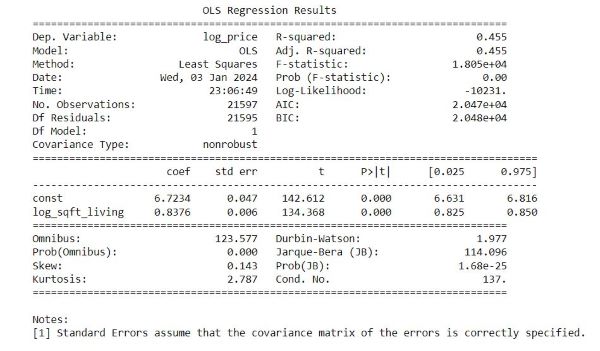 OLS Regression Results
==============================================================================
Dep. Variable: log_price R-squared: 0.455
Model: OLS Adj. R-squared: 0.455
Method: Least Squares F-statistic: 1.805e+04
Date: Wed, 03 Jan 2024 Prob (F-statistic): 0.00
Time: 23:06:49 Log-Likelihood: -10231.
No. Observations: 21597 AIC: 2.047e+04
Df Residuals: 21595 BIC: 2.048e+04
Df Model: 1
Covariance Type: nonrobust
===================================================================================
coef std err t P>|t| [0.025 0.975]
-----------------------------------------------------------------------------------
const 6.7234 0.047 142.612 0.000 6.631 6.816
log_sqft_living 0.8376 0.006 134.368 0.000 0.825 0.850
==============================================================================
Omnibus: 123.577 Durbin-Watson: 1.977
Prob(Omnibus): 0.000 Jarque-Bera (JB): 114.096
Skew: 0.143 Prob(JB): 1.68e-25
Kurtosis: 2.787 Cond. No. 137.
==============================================================================
Notes:
[1] Standard Errors assume that the covariance matrix of the errors is correctly specified.